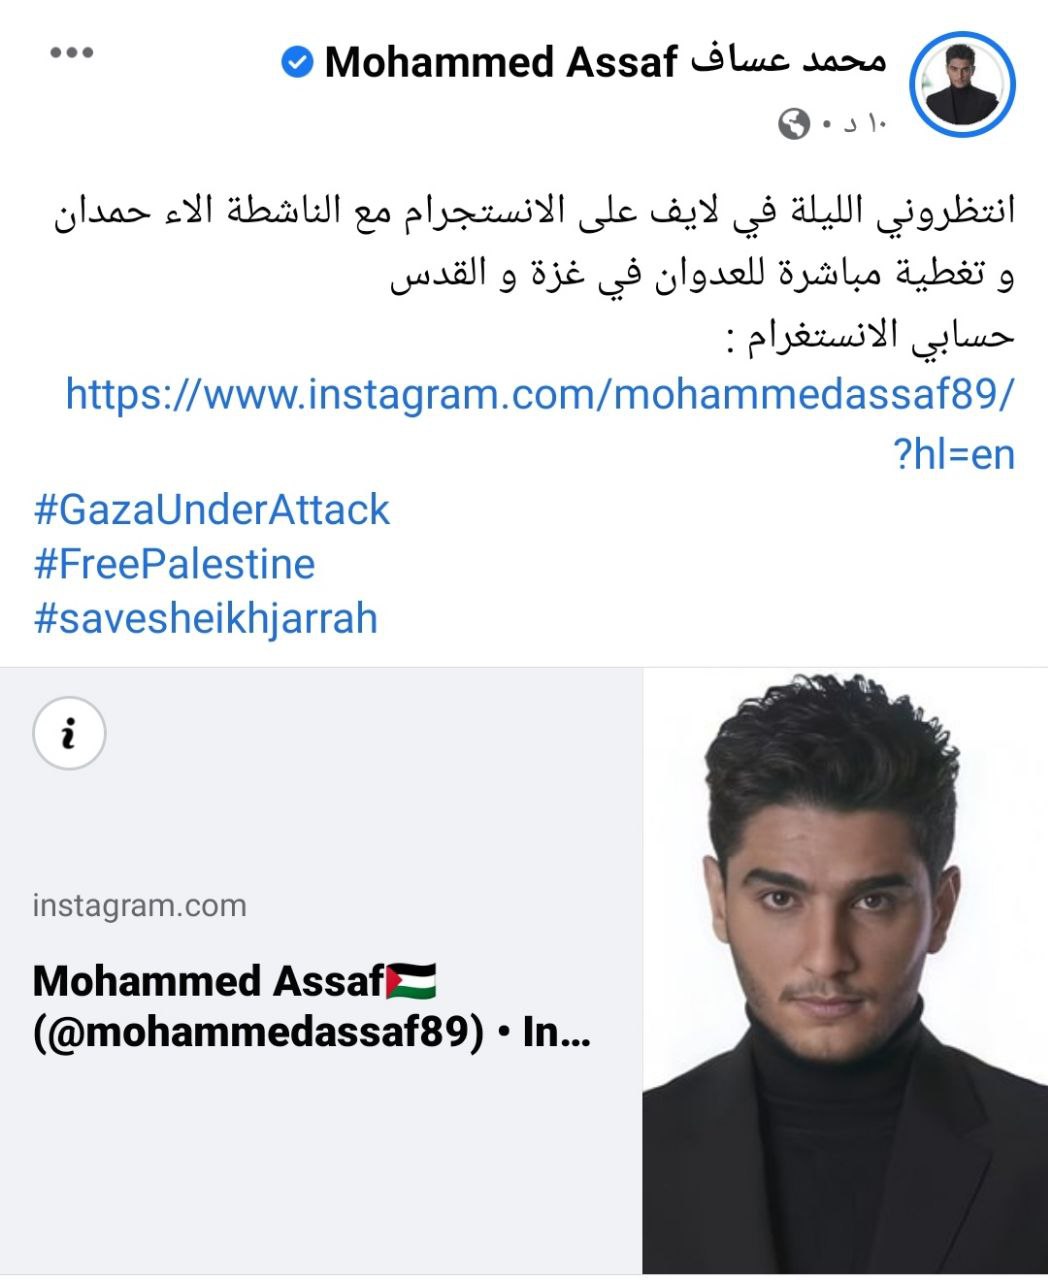 محمد عساف Mohammed Assaf
١٠ د •
انتظروني الليلة في لايف على الانستجرام مع الناشطة الاء حمدان
و تغطية مباشرة للعدوان في غزة و القدس
حسابي الانستغرام :
https://www.instagram.com/mohammedassaf89/
?hl=en
#GazaUnderAttack
#FreePalestine
#savesheikhjarrah
instagram.com
Mohammed Assaf🇵🇸
(@mohammedassaf89) • In...